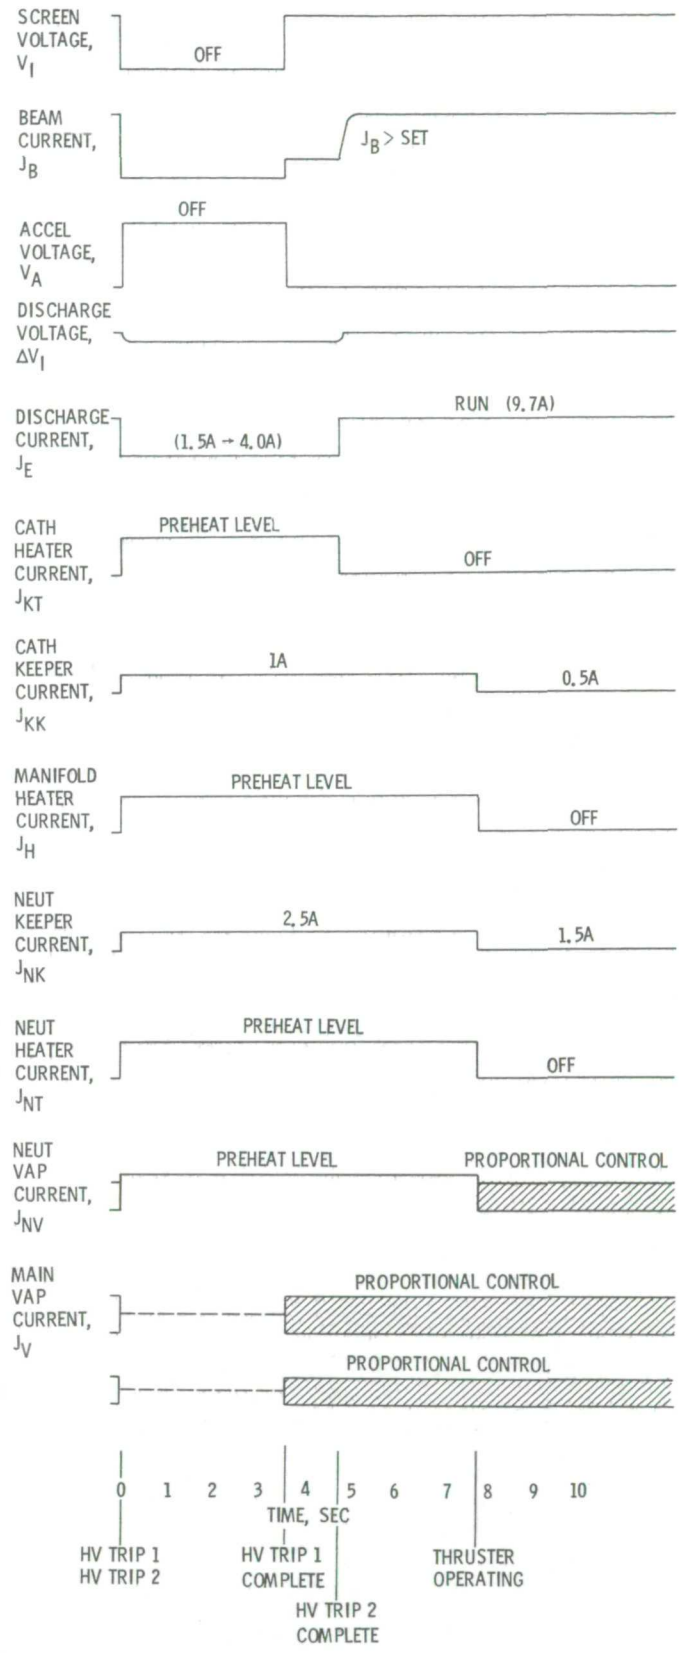 SCREEN
VOLTAGE,
V_I
OFF
BEAM
CURRENT,
J_B
J_B > SET
OFF
ACCEL
VOLTAGE,
V_A
DISCHARGE
VOLTAGE,
ΔV_I
RUN (9.7A)
DISCHARGE
CURRENT,
J_E
(1.5A → 4.0A)
CATH
HEATER
CURRENT,
J_KT
PREHEAT LEVEL
OFF
CATH
KEEPER
CURRENT,
J_KK
1A
0.5A
MANIFOLD
HEATER
CURRENT,
J_H
PREHEAT LEVEL
OFF
NEUT
KEEPER
CURRENT,
J_NK
2.5A
1.5A
NEUT
HEATER
CURRENT,
J_NT
PREHEAT LEVEL
OFF
NEUT
VAP
CURRENT,
J_NV
PREHEAT LEVEL
PROPORTIONAL CONTROL
MAIN
VAP
CURRENT,
J_V
PROPORTIONAL CONTROL
PROPORTIONAL CONTROL
0 1 2 3 4 5 6 7 8 9 10
TIME, SEC
HV TRIP 1
HV TRIP 2
HV TRIP 1
COMPLETE
THRUSTER
OPERATING
HV TRIP 2
COMPLETE